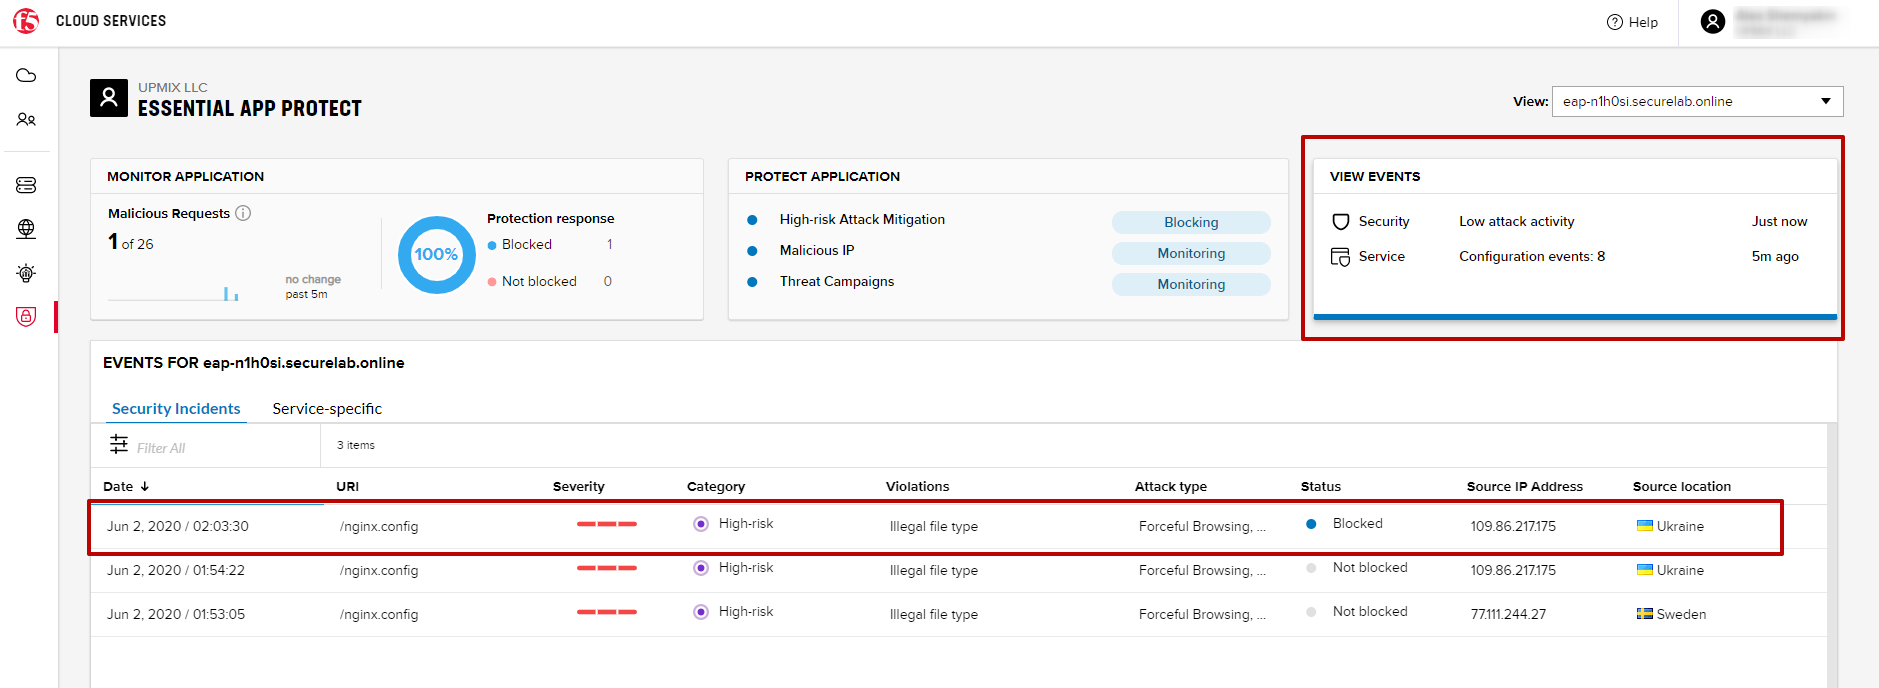 f5 CLOUD SERVICES
? Help
UPMIX LLC
ESSENTIAL APP PROTECT
View: eap-n1h0si.securelab.online
MONITOR APPLICATION
Malicious Requests i
1 of 26
no change
past 5m
100%
Protection response
Blocked 1
Not blocked 0
PROTECT APPLICATION
High-risk Attack Mitigation Blocking
Malicious IP Monitoring
Threat Campaigns Monitoring
VIEW EVENTS
Security Low attack activity Just now
Service Configuration events: 8 5m ago
EVENTS FOR eap-n1h0si.securelab.online
Security Incidents Service-specific
Filter All 3 items
Date ↓ URI Severity Category Violations Attack type Status Source IP Address Source location
Jun 2, 2020 / 02:03:30 /nginx.config High-risk Illegal file type Forceful Browsing, ... Blocked 109.86.217.175 Ukraine
Jun 2, 2020 / 01:54:22 /nginx.config High-risk Illegal file type Forceful Browsing, ... Not blocked 109.86.217.175 Ukraine
Jun 2, 2020 / 01:53:05 /nginx.config High-risk Illegal file type Forceful Browsing, ... Not blocked 77.111.244.27 Sweden